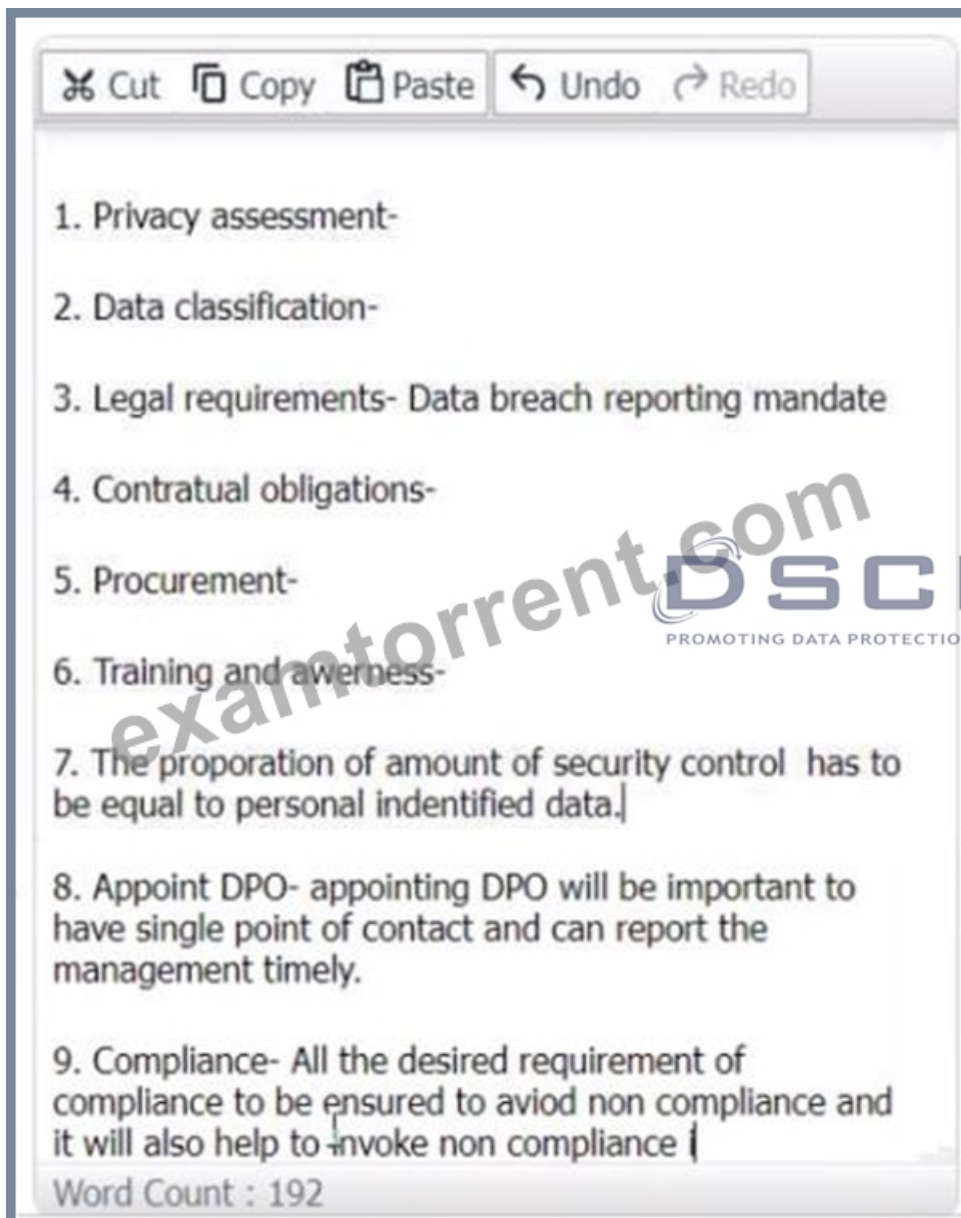 Cut Copy Paste Undo Redo
1. Privacy assessment-
2. Data classification-
3. Legal requirements- Data breach reporting mandate
4. Contratual obligations-
5. Procurement-
6. Training and awerness-
7. The proporation of amount of security control has to
be equal to personal indentified data.
8. Appoint DPO- appointing DPO will be important to
have single point of contact and can report the
management timely.
9. Compliance- All the desired requirement of
compliance to be ensured to aviod non compliance and
it will also help to invoke non compliance i
Word Count : 192
examtorrent.com
DSCI
PROMOTING DATA PROTECTIO